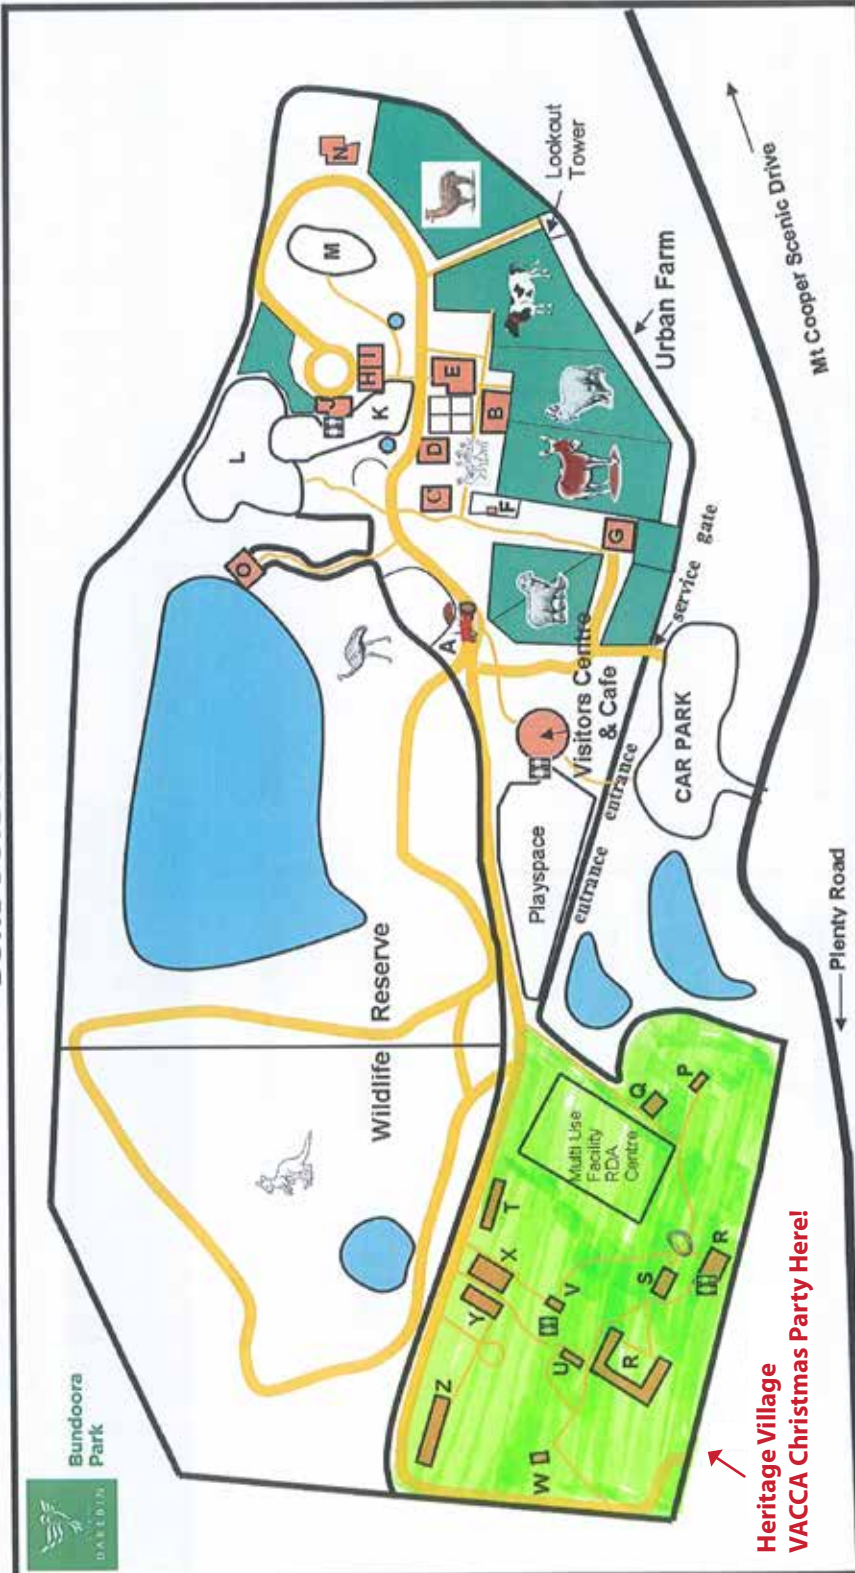 DAREBIN
Bundoora
Park
Wildlife Reserve
Heritage Village
VACCA Christmas Party Here!
Multi Use
Facility
RDA
Centre
Playspace
Visitors Centre
& Cafe
entrance
entrance
service gate
CAR PARK
Plenty Road
Mt Cooper Scenic Drive
Urban Farm
Lookout
Tower
A
B
C
D
E
F
G
H
I
J
K
L
M
N
O
P
Q
R
R
S
T
U
V
W
X
Y
Z